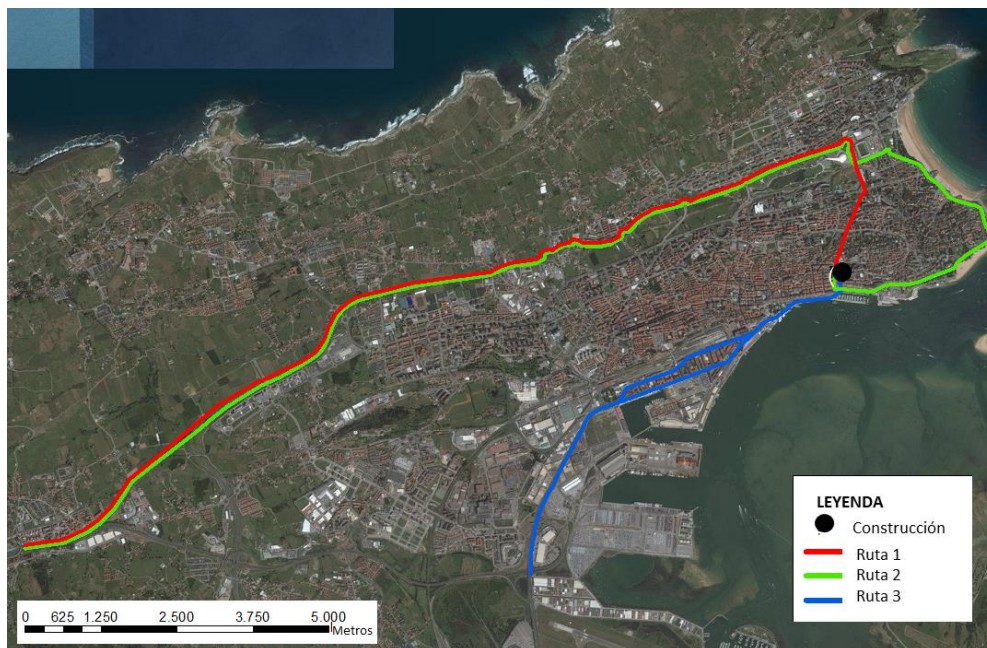 LEYENDA
Construcción
Ruta 1
Ruta 2
Ruta 3
0 625 1.250 2.500 3.750 5.000
Metros